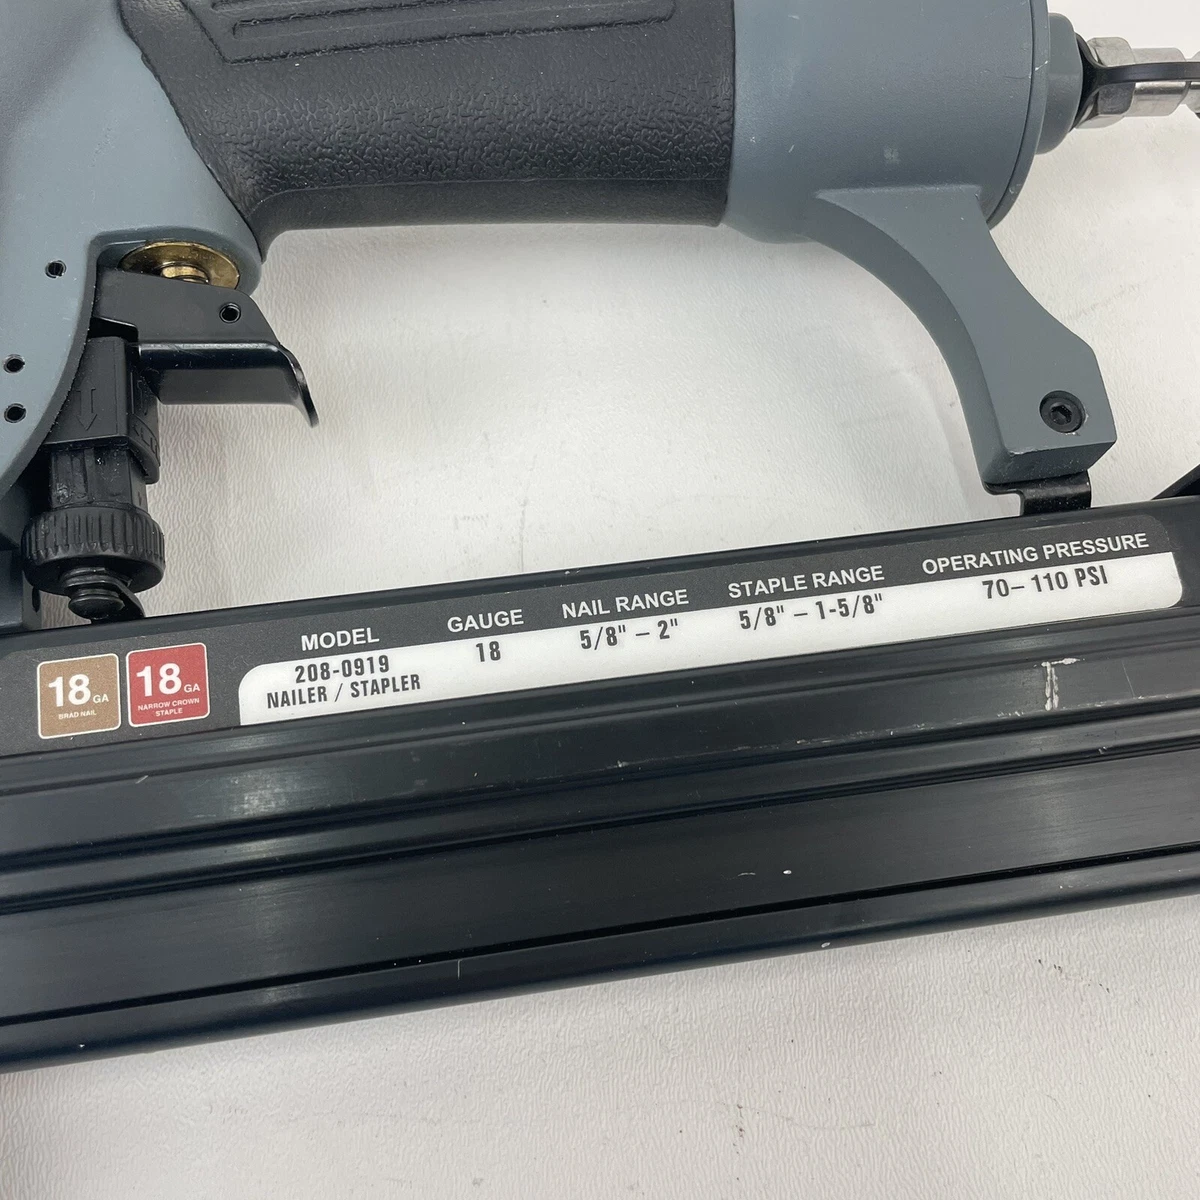 18 GA
BRAD NAIL
18 GA
NARROW CROWN
STAPLE
MODEL
208-0919
NAILER / STAPLER
GAUGE
18
NAIL RANGE
5/8" – 2"
STAPLE RANGE
5/8" – 1-5/8"
OPERATING PRESSURE
70– 110 PSI